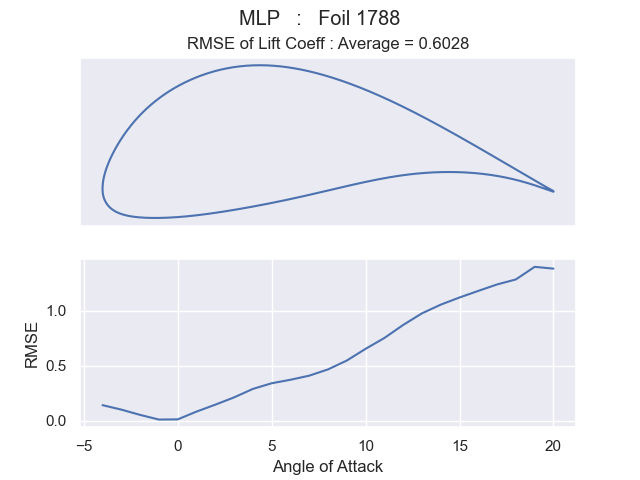 MLP : Foil 1788
RMSE of Lift Coeff : Average = 0.6028
1.0
0.5
0.0
RMSE
−5 0 5 10 15 20
Angle of Attack